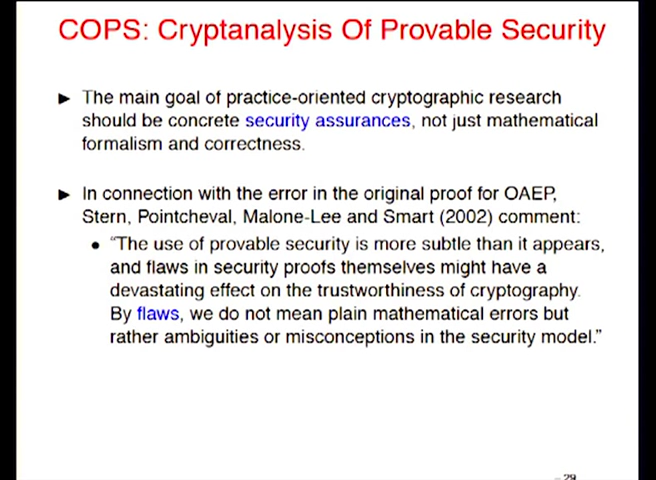 COPS: Cryptanalysis Of Provable Security
► The main goal of practice-oriented cryptographic research
should be concrete security assurances, not just mathematical
formalism and correctness.
► In connection with the error in the original proof for OAEP,
Stern, Pointcheval, Malone-Lee and Smart (2002) comment:
• "The use of provable security is more subtle than it appears,
and flaws in security proofs themselves might have a
devastating effect on the trustworthiness of cryptography.
By flaws, we do not mean plain mathematical errors but
rather ambiguities or misconceptions in the security model."
– 29